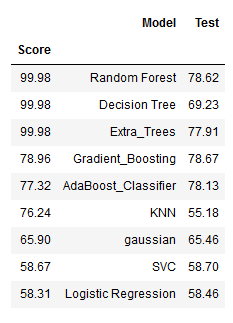 Model Test
Score
99.98 Random Forest 78.62
99.98 Decision Tree 69.23
99.98 Extra_Trees 77.91
78.96 Gradient_Boosting 78.67
77.32 AdaBoost_Classifier 78.13
76.24 KNN 55.18
65.90 gaussian 65.46
58.67 SVC 58.70
58.31 Logistic Regression 58.46